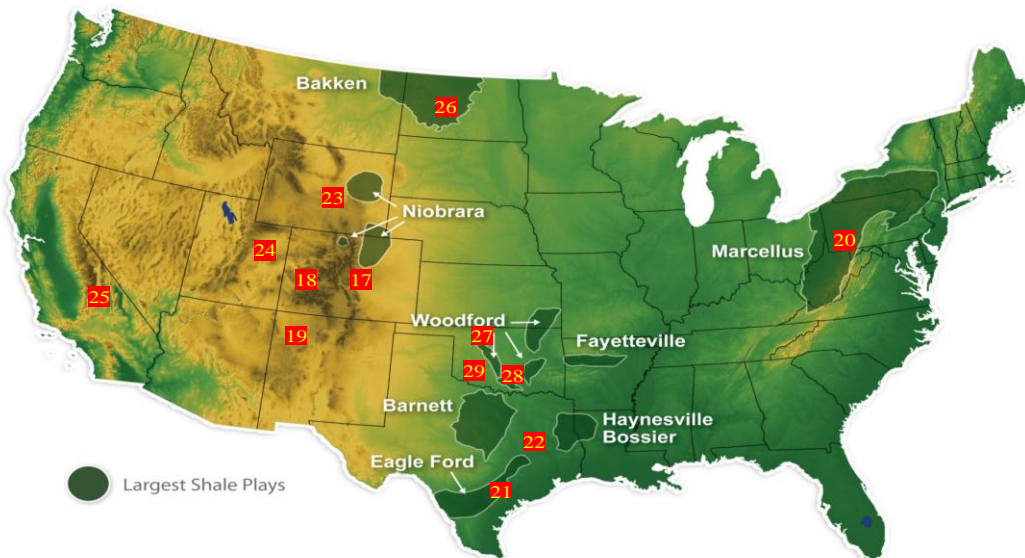 Bakken
26
23
Niobrara
20
24
Marcellus
18
17
25
Woodford
19
27
Fayetteville
29
28
Barnett
Haynesville
Bossier
22
Eagle Ford
21
Largest Shale Plays